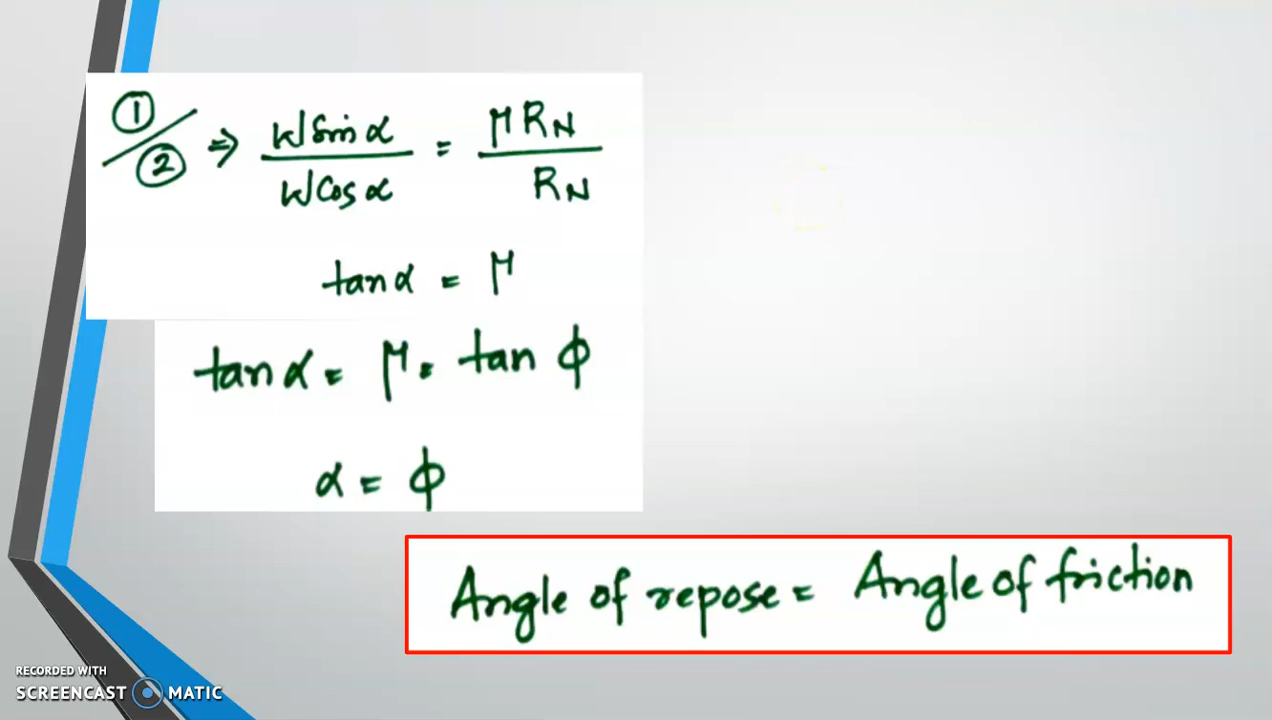 ①/② ⇒ W Sin α / W Cos α = μ R_N / R_N
tan α = μ
tan α = μ = tan ϕ
α = ϕ
Angle of repose = Angle of friction
RECORDED WITH
SCREENCAST MATIC